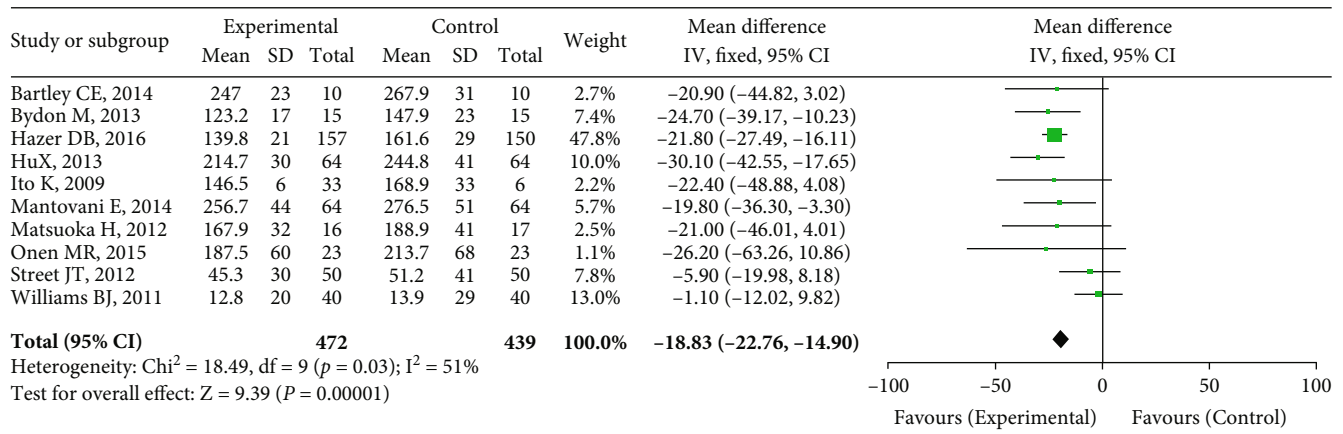 Study or subgroup Experimental Control Weight Mean difference Mean difference
Mean SD Total Mean SD Total IV, fixed, 95% CI IV, fixed, 95% CI
Bartley CE, 2014 247 23 10 267.9 31 10 2.7% −20.90 (−44.82, 3.02)
Bydon M, 2013 123.2 17 15 147.9 23 15 7.4% −24.70 (−39.17, −10.23)
Hazer DB, 2016 139.8 21 157 161.6 29 150 47.8% −21.80 (−27.49, −16.11)
HuX, 2013 214.7 30 64 244.8 41 64 10.0% −30.10 (−42.55, −17.65)
Ito K, 2009 146.5 6 33 168.9 33 6 2.2% −22.40 (−48.88, 4.08)
Mantovani E, 2014 256.7 44 64 276.5 51 64 5.7% −19.80 (−36.30, −3.30)
Matsuoka H, 2012 167.9 32 16 188.9 41 17 2.5% −21.00 (−46.01, 4.01)
Onen MR, 2015 187.5 60 23 213.7 68 23 1.1% −26.20 (−63.26, 10.86)
Street JT, 2012 45.3 30 50 51.2 41 50 7.8% −5.90 (−19.98, 8.18)
Williams BJ, 2011 12.8 20 40 13.9 29 40 13.0% −1.10 (−12.02, 9.82)
Total (95% CI) 472 439 100.0% −18.83 (−22.76, −14.90)
Heterogeneity: Chi² = 18.49, df = 9 (p = 0.03); I² = 51%
Test for overall effect: Z = 9.39 (P = 0.00001)
−100 −50 0 50 100
Favours (Experimental) Favours (Control)